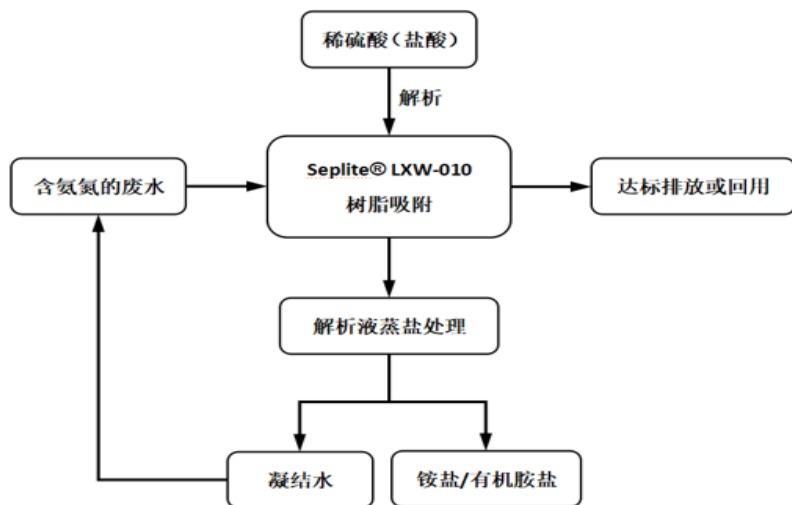 稀硫酸（盐酸）
解析
Seplite® LXW-010
树脂吸附
含氨氮的废水
达标排放或回用
解析液蒸盐处理
凝结水
铵盐/有机胺盐